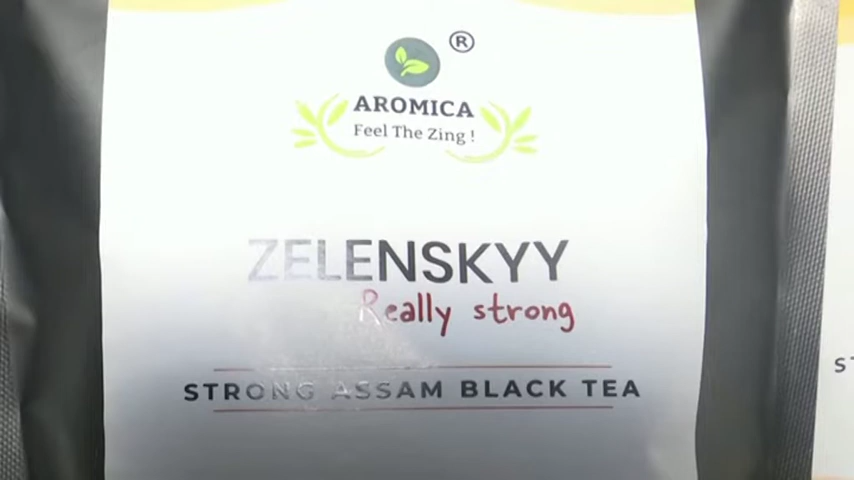 ®
AROMICA
Feel The Zing !
ZELENSKYY
Really strong
STRONG ASSAM BLACK TEA